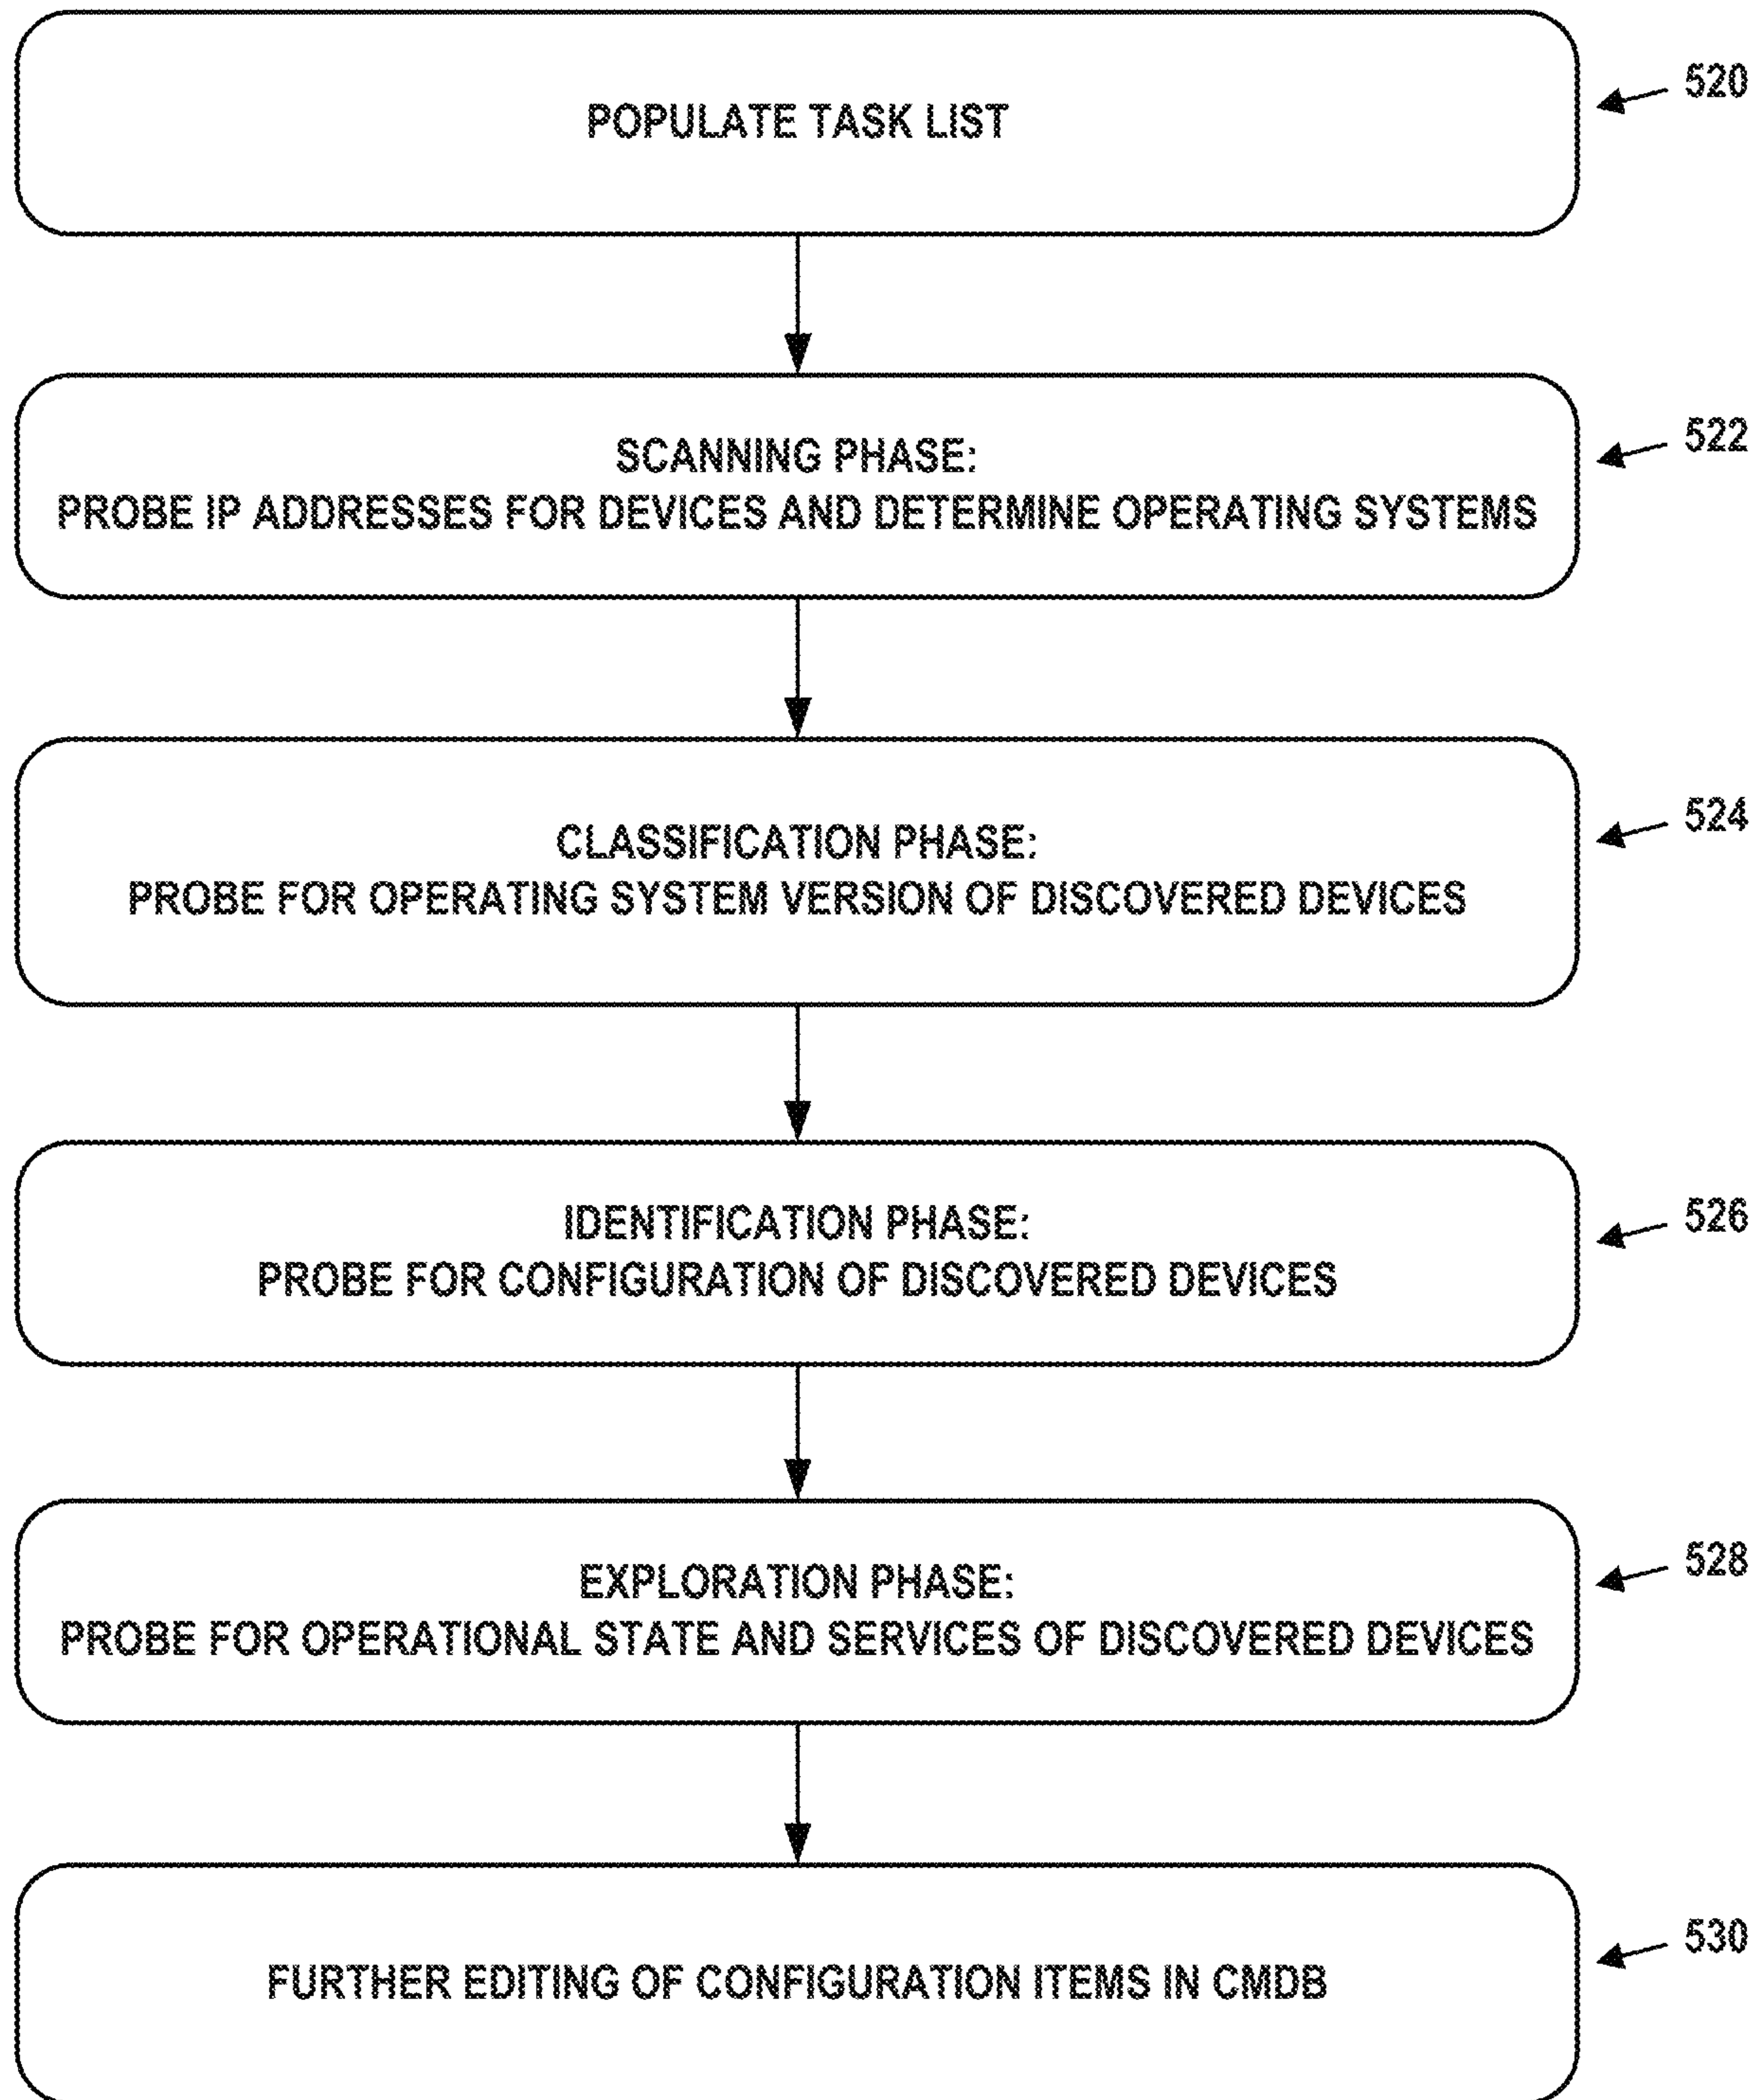 POPULATE TASK LIST
520
SCANNING PHASE:
PROBE IP ADDRESSES FOR DEVICES AND DETERMINE OPERATING SYSTEMS
522
CLASSIFICATION PHASE:
PROBE FOR OPERATING SYSTEM VERSION OF DISCOVERED DEVICES
524
IDENTIFICATION PHASE:
PROBE FOR CONFIGURATION OF DISCOVERED DEVICES
526
EXPLORATION PHASE:
PROBE FOR OPERATIONAL STATE AND SERVICES OF DISCOVERED DEVICES
528
FURTHER EDITING OF CONFIGURATION ITEMS IN CMDB
530